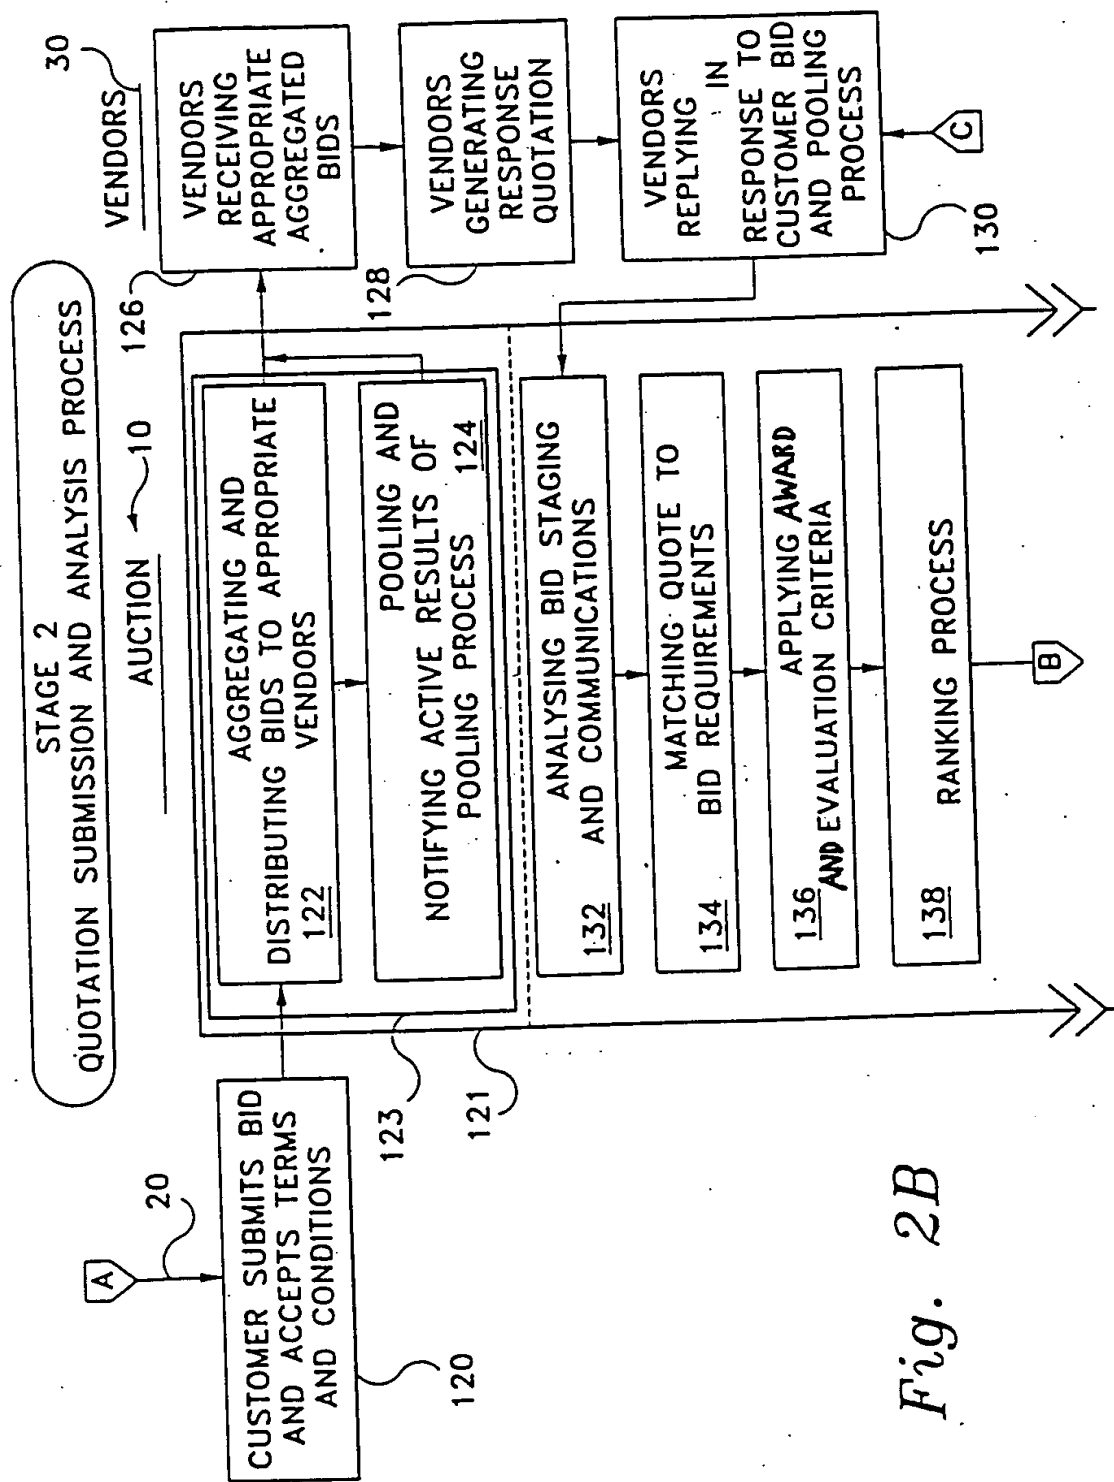 STAGE 2
QUOTATION SUBMISSION AND ANALYSIS PROCESS
AUCTION
10
VENDORS
30
A
20
CUSTOMER SUBMITS BID
AND ACCEPTS TERMS
AND CONDITIONS
120
AGGREGATING AND
DISTRIBUTING BIDS TO APPROPRIATE
122 VENDORS
POOLING AND
NOTIFYING ACTIVE RESULTS OF
POOLING PROCESS 124
123
121
126
VENDORS
RECEIVING
APPROPRIATE
AGGREGATED
BIDS
128
VENDORS
GENERATING
RESPONSE
QUOTATION
VENDORS
REPLYING IN
RESPONSE TO
CUSTOMER BID
AND POOLING
PROCESS
130
C
ANALYSING BID STAGING
132 AND COMMUNICATIONS
MATCHING QUOTE TO
134 BID REQUIREMENTS
APPLYING AWARD
136 AND EVALUATION CRITERIA
138 RANKING PROCESS
B
Fig. 2B